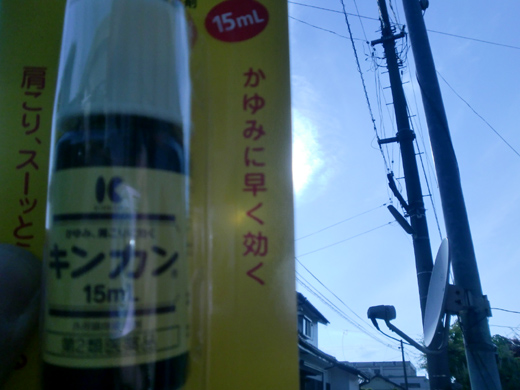 剤
15mL
かゆみに早く効く
肩こり、スーッと
かゆみ、肩こりに効く
キンカン
15mL
第2類医薬品